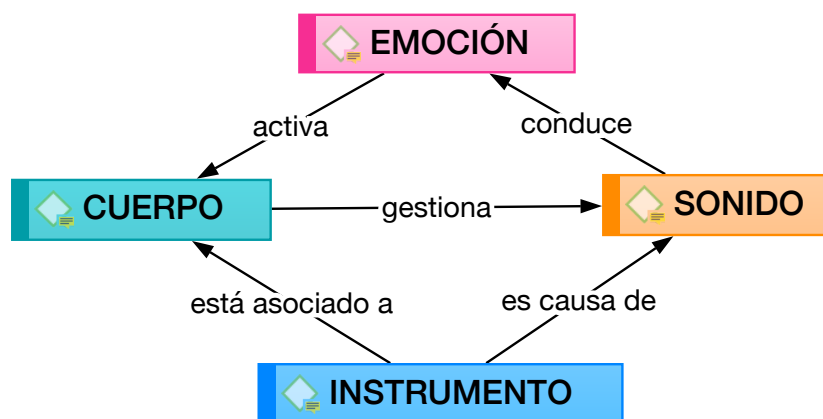 EMOCIÓN
activa
conduce
CUERPO
gestiona
SONIDO
está asociado a
es causa de
INSTRUMENTO